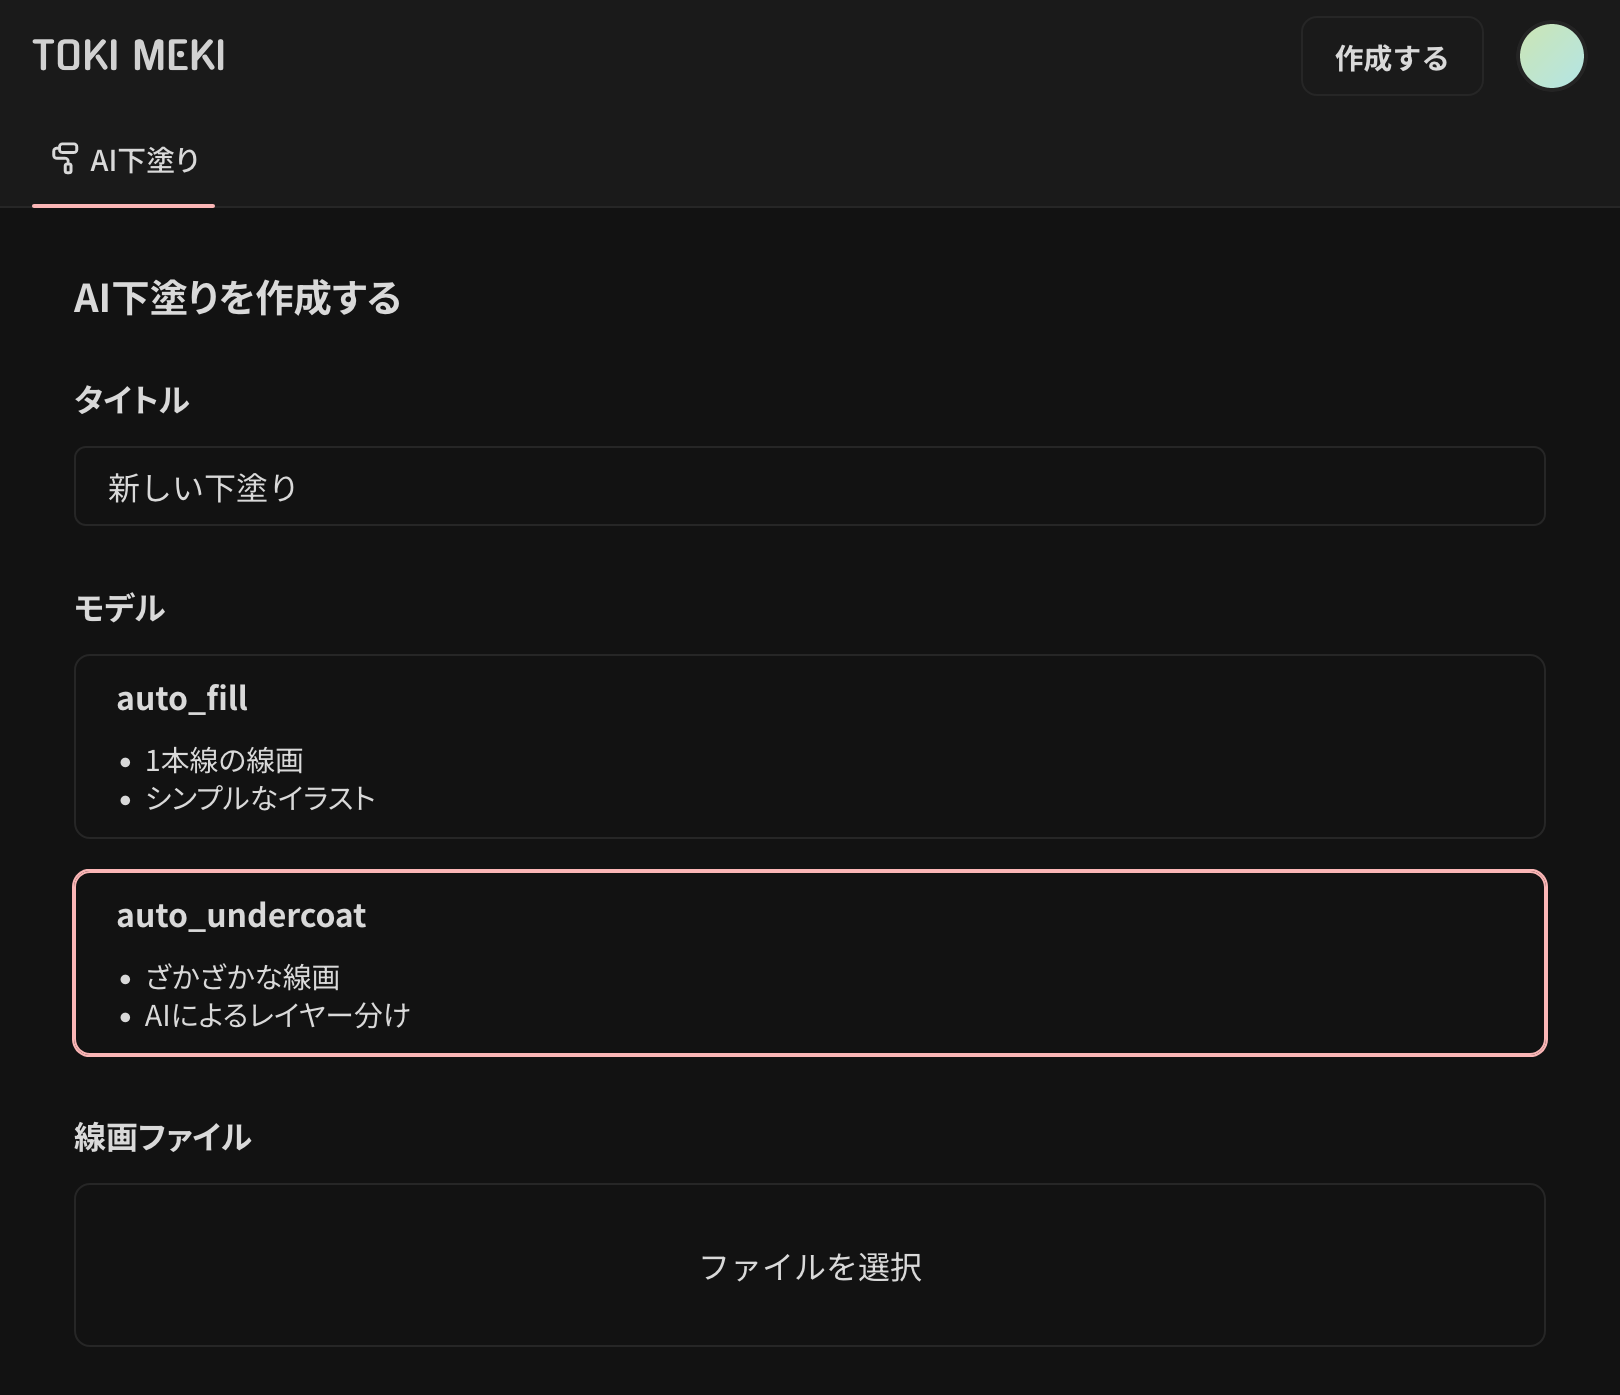 TOKI MEKI
作成する
AI下塗り
AI下塗りを作成する
タイトル
新しい下塗り
モデル
auto_fill
• 1本線の線画
• シンプルなイラスト
auto_undercoat
• ざかざかな線画
• AIによるレイヤー分け
線画ファイル
ファイルを選択